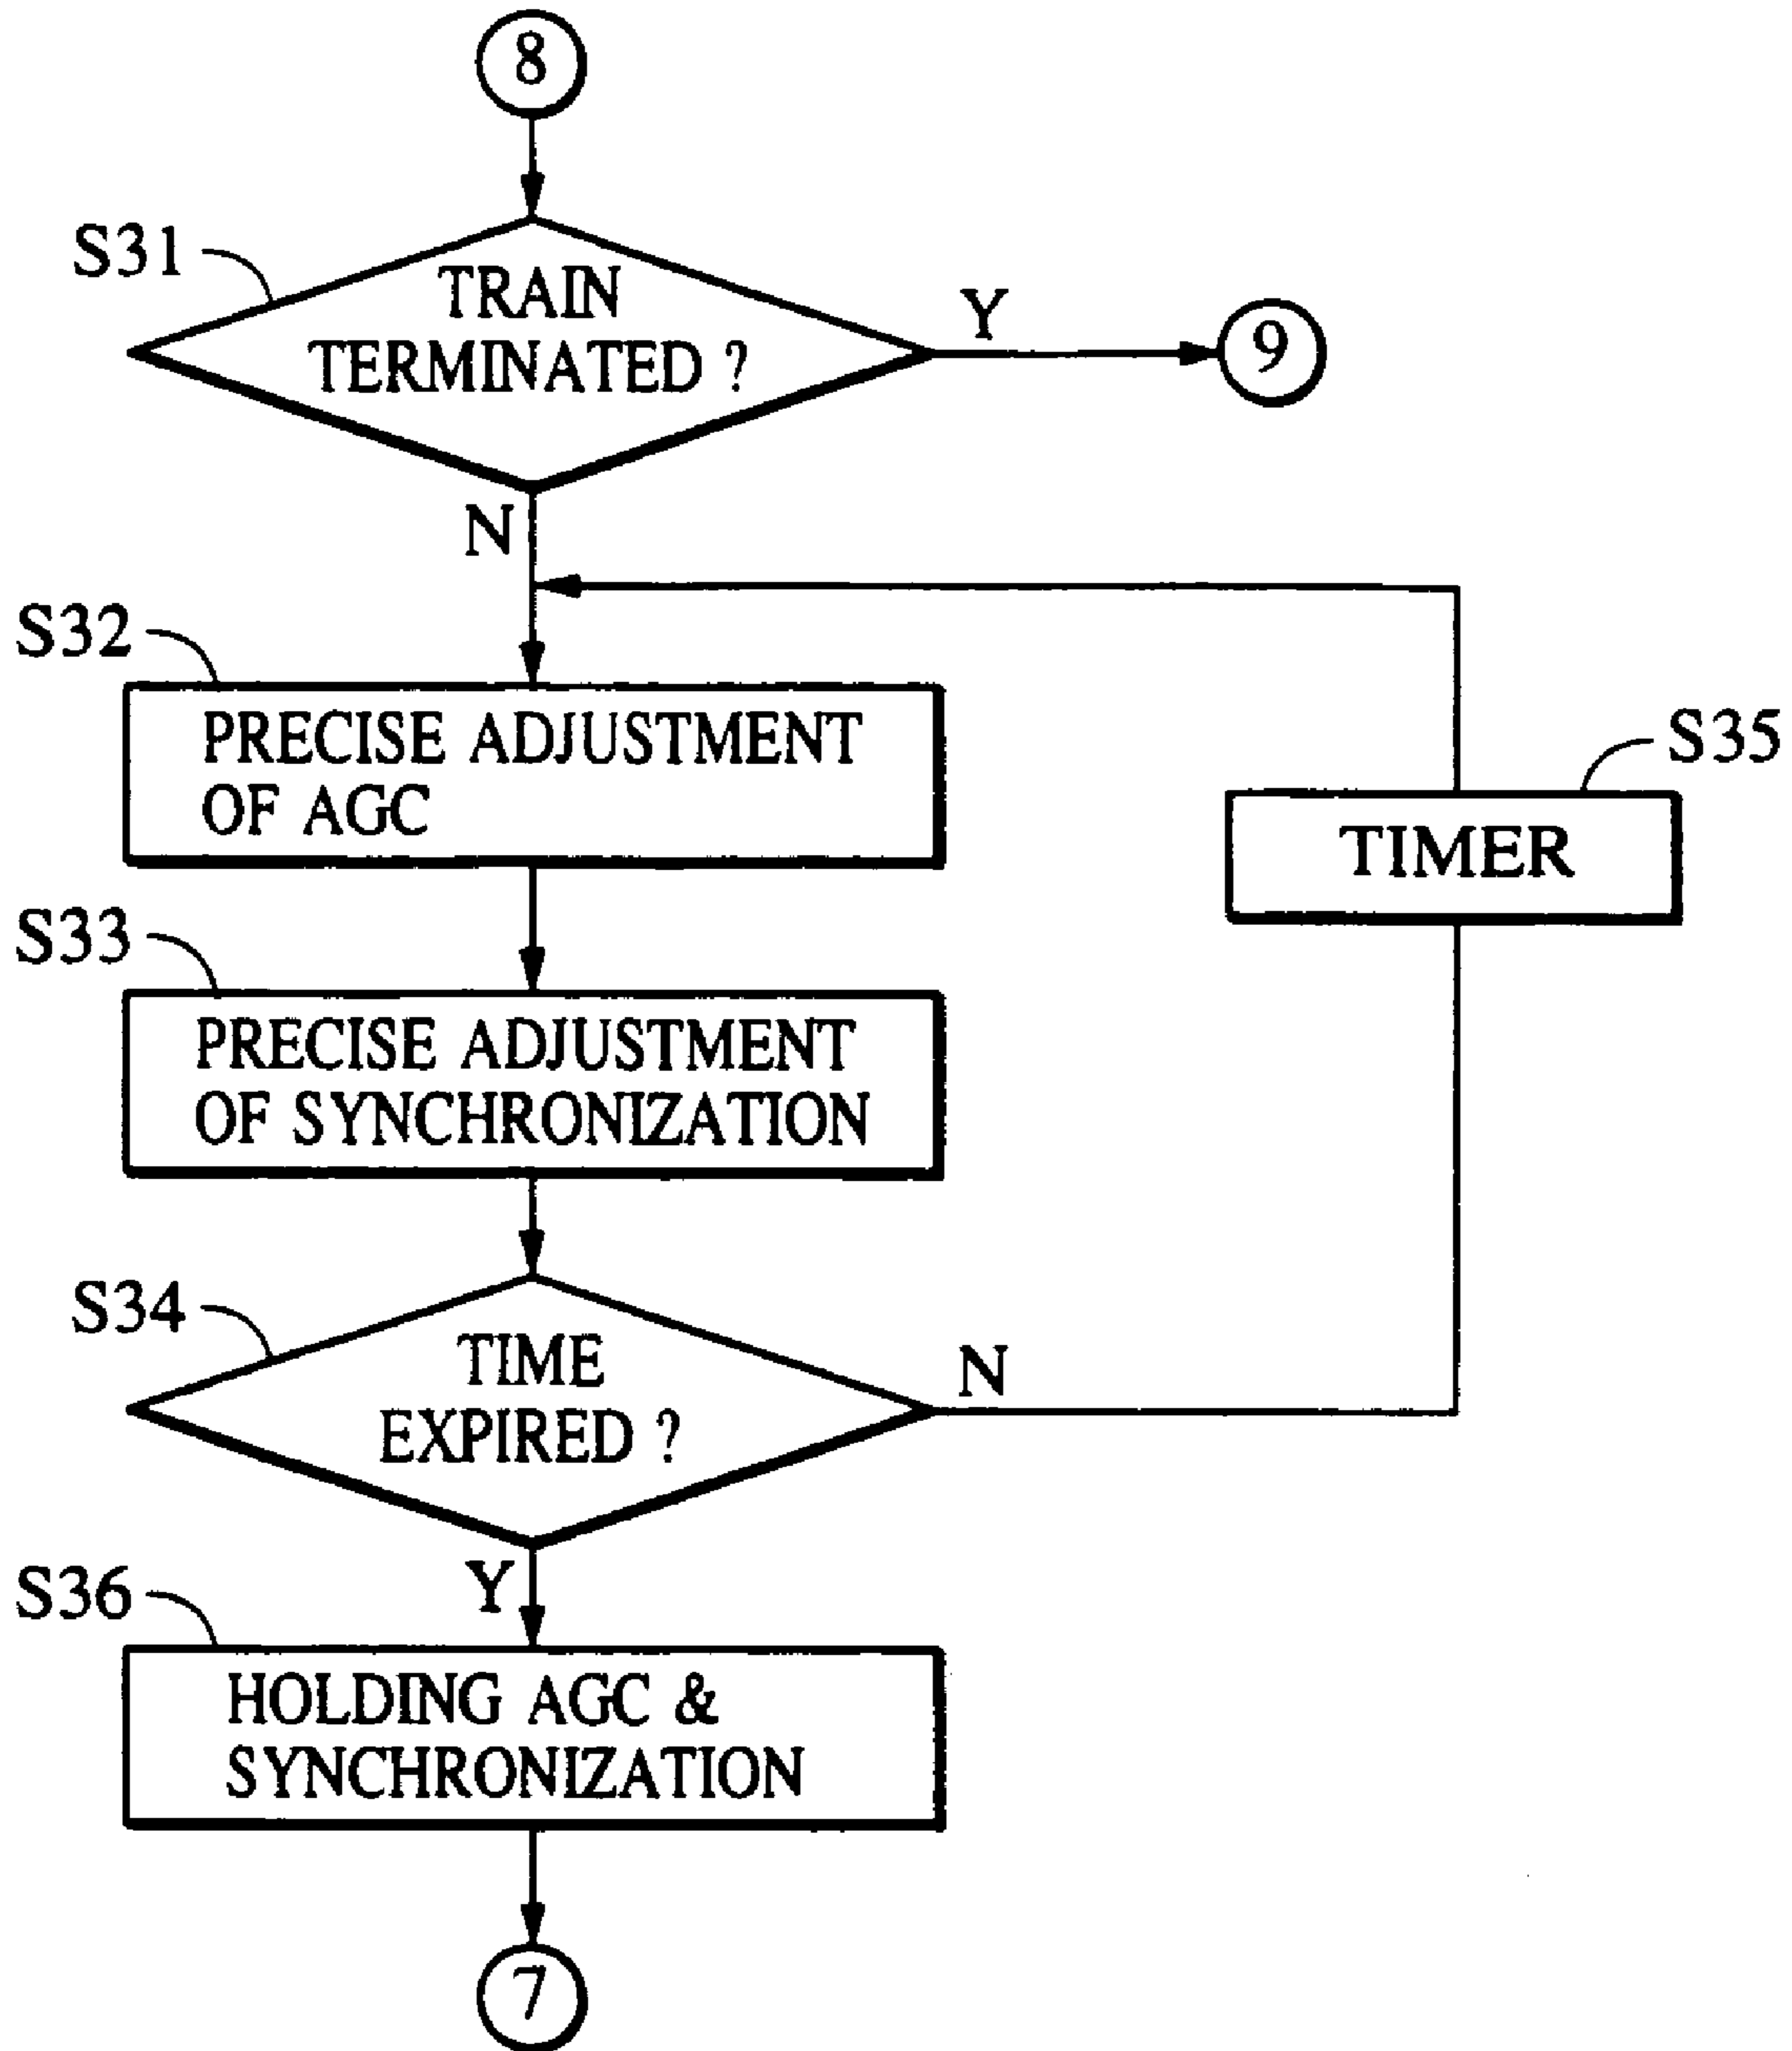 8
S31
TRAIN
TERMINATED ?
Y
9
N
S32
PRECISE ADJUSTMENT
OF AGC
S35
TIMER
S33
PRECISE ADJUSTMENT
OF SYNCHRONIZATION
S34
TIME
EXPIRED ?
N
Y
S36
HOLDING AGC &
SYNCHRONIZATION
7